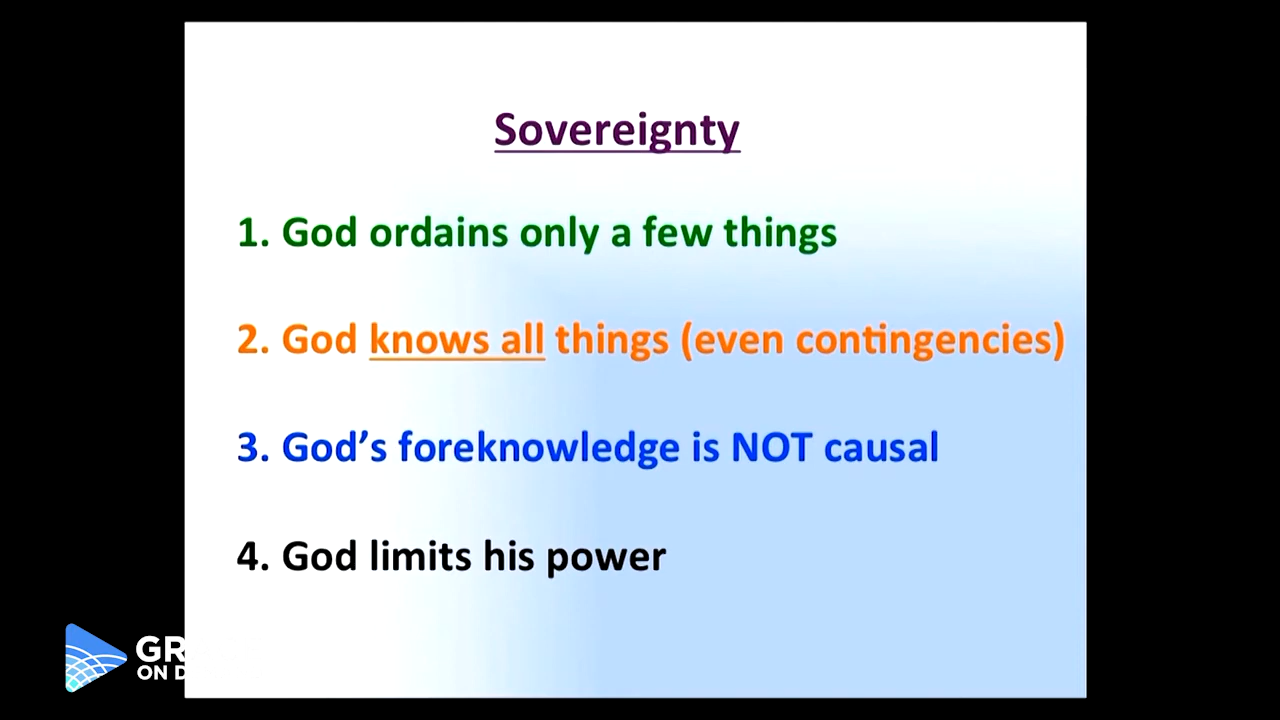 Sovereignty
1. God ordains only a few things
2. God knows all things (even contingencies)
3. God’s foreknowledge is NOT causal
4. God limits his power
ON